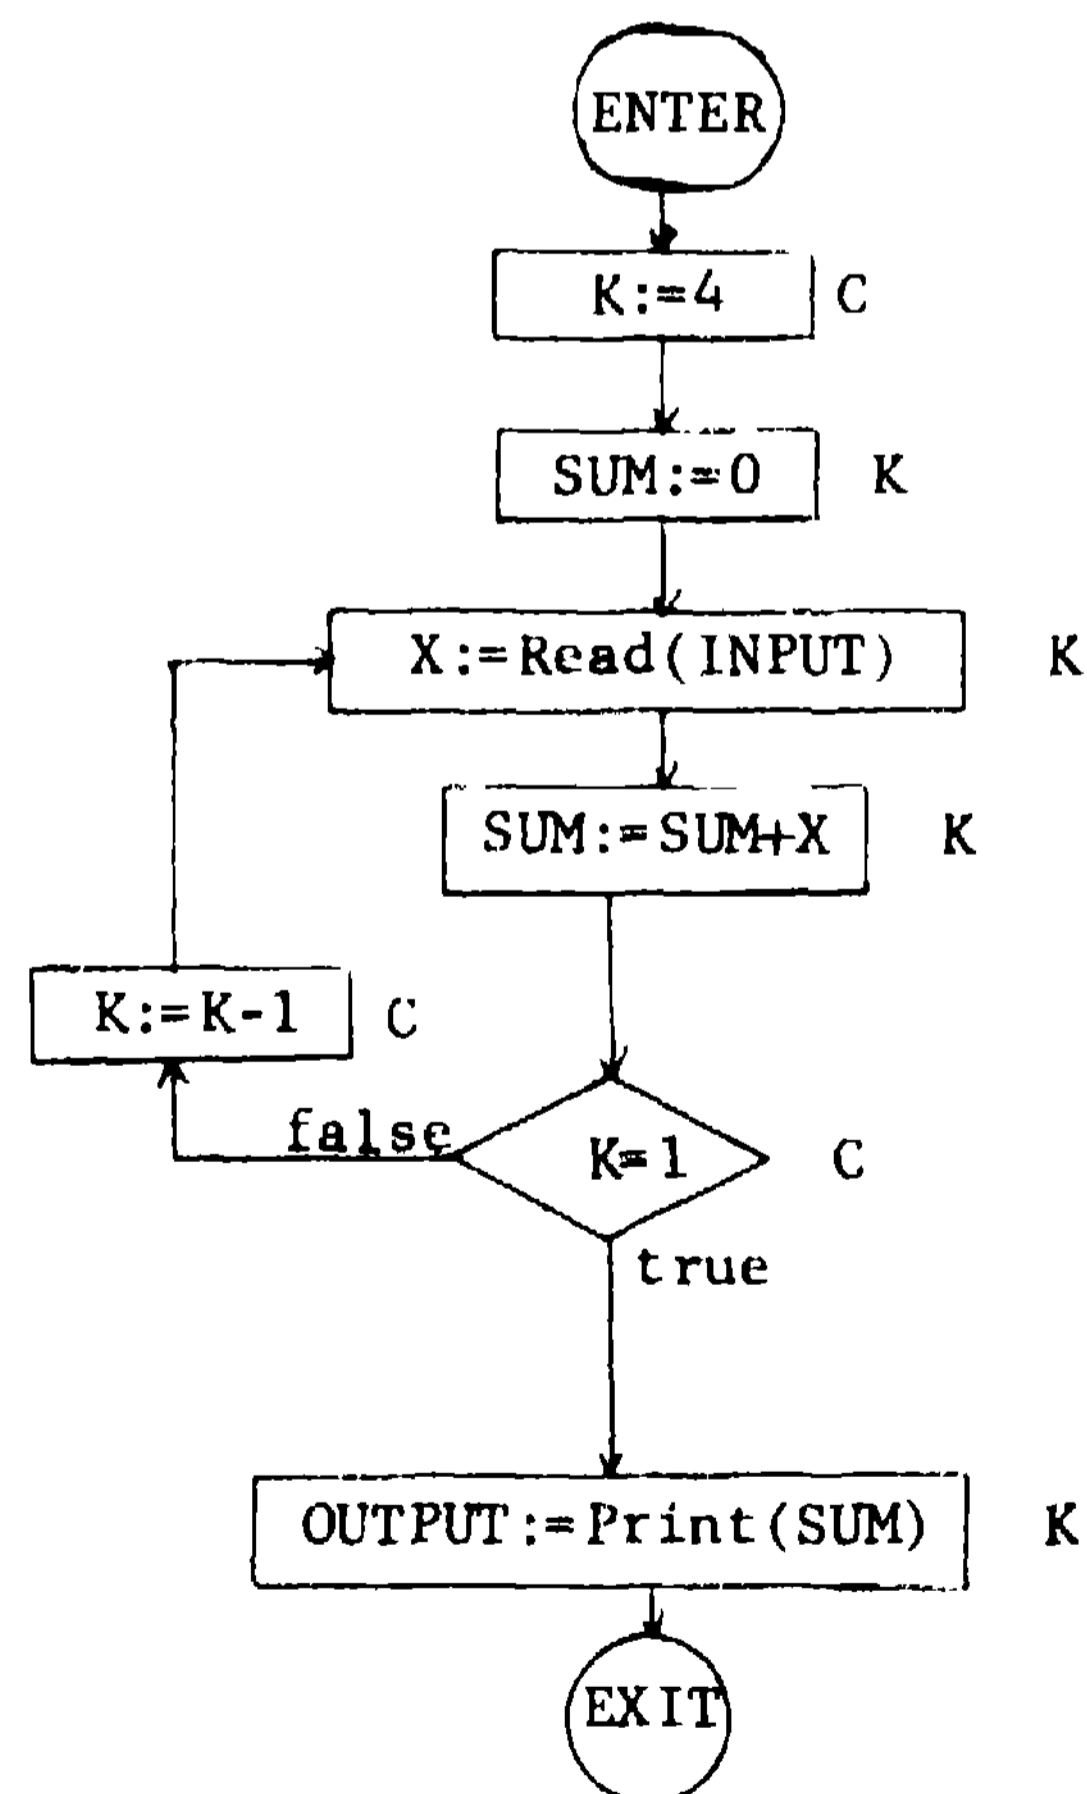 ENTER
K:=4 C
SUM:=0 K
X:=Read(INPUT) K
SUM:=SUM+X K
K:=K-1 C
false
K=1 C
true
OUTPUT:=Print(SUM) K
EXIT